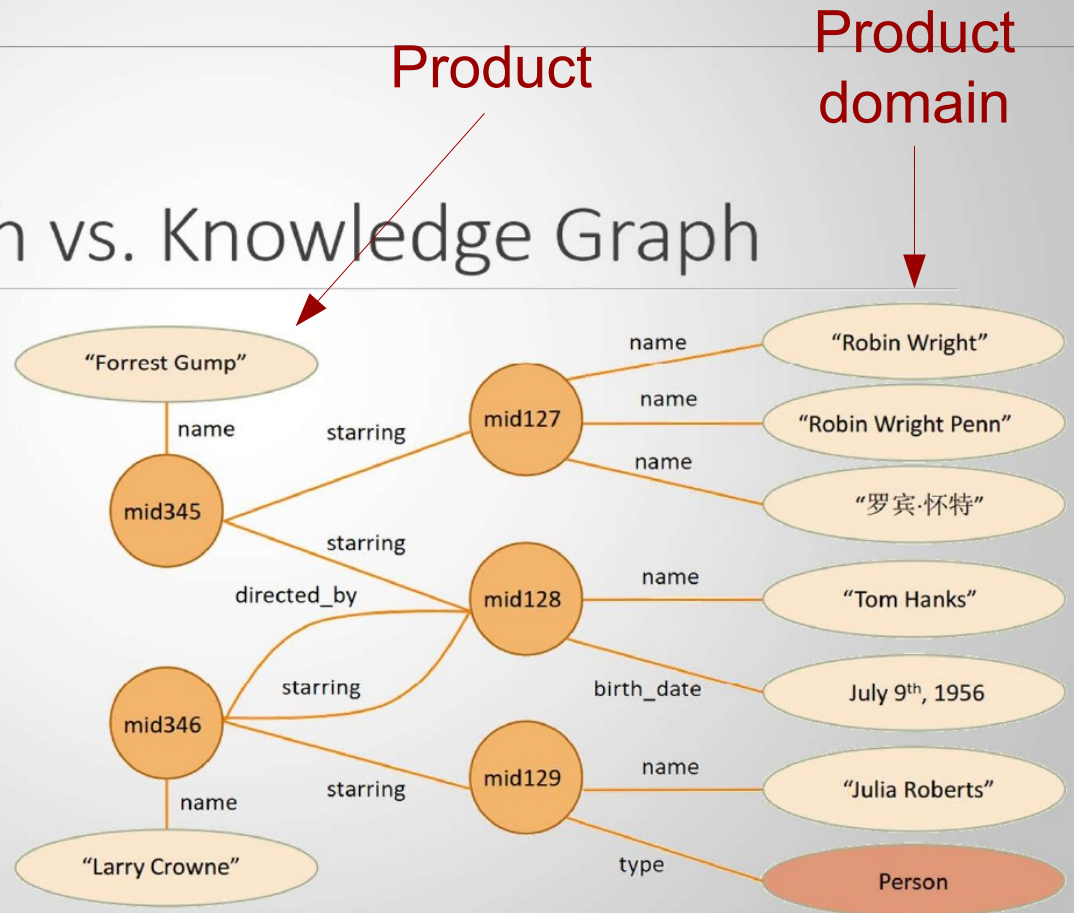 Product
Product
domain
h vs. Knowledge Graph
“Forrest Gump”
name
mid345
starring
starring
directed_by
starring
mid346
name
“Larry Crowne”
starring
mid127
name
“Robin Wright”
name
“Robin Wright Penn”
name
“罗宾·怀特”
mid128
name
“Tom Hanks”
birth_date
July 9th, 1956
mid129
name
“Julia Roberts”
type
Person